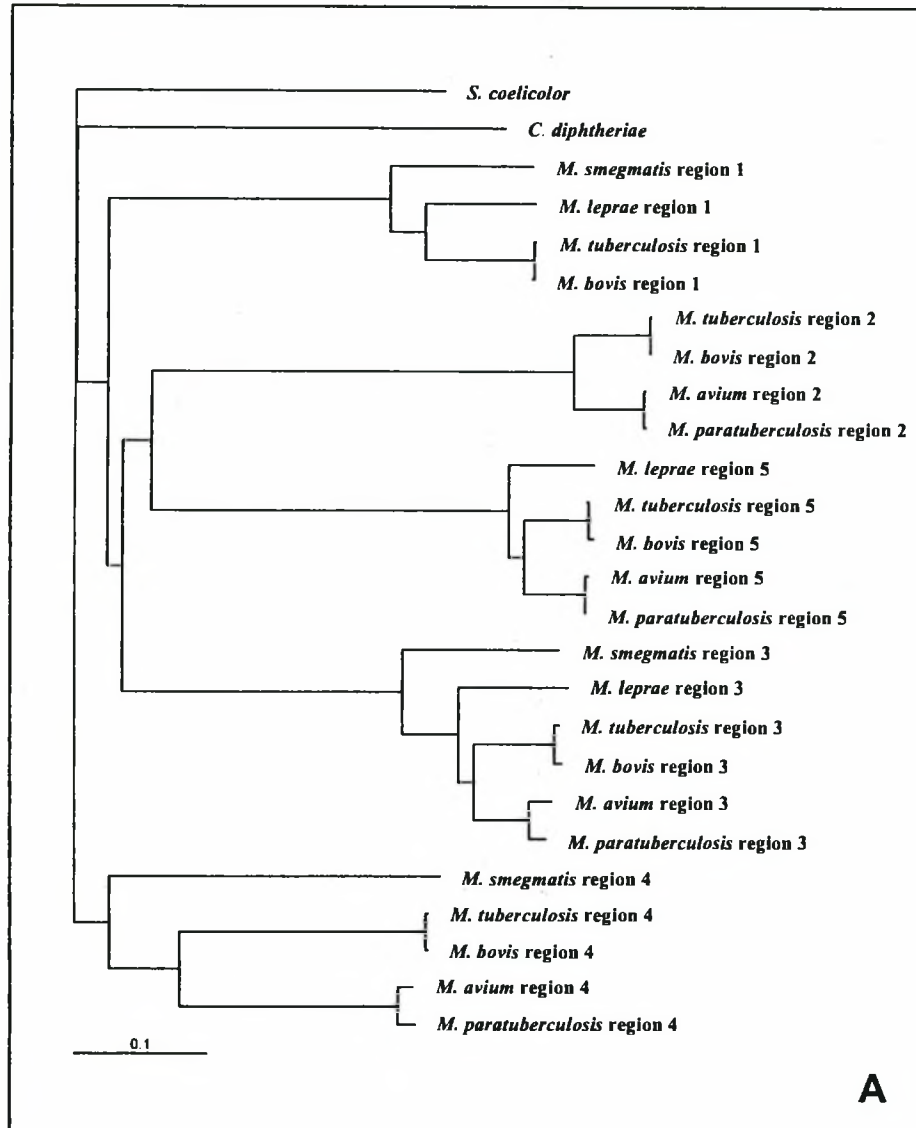 S. coelicolor
C. diphtheriae
M. smegmatis region 1
M. leprae region 1
M. tuberculosis region 1
M. bovis region 1
M. tuberculosis region 2
M. bovis region 2
M. avium region 2
M. paratuberculosis region 2
M. leprae region 5
M. tuberculosis region 5
M. bovis region 5
M. avium region 5
M. paratuberculosis region 5
M. smegmatis region 3
M. leprae region 3
M. tuberculosis region 3
M. bovis region 3
M. avium region 3
M. paratuberculosis region 3
M. smegmatis region 4
M. tuberculosis region 4
M. bovis region 4
M. avium region 4
M. paratuberculosis region 4
0.1
A